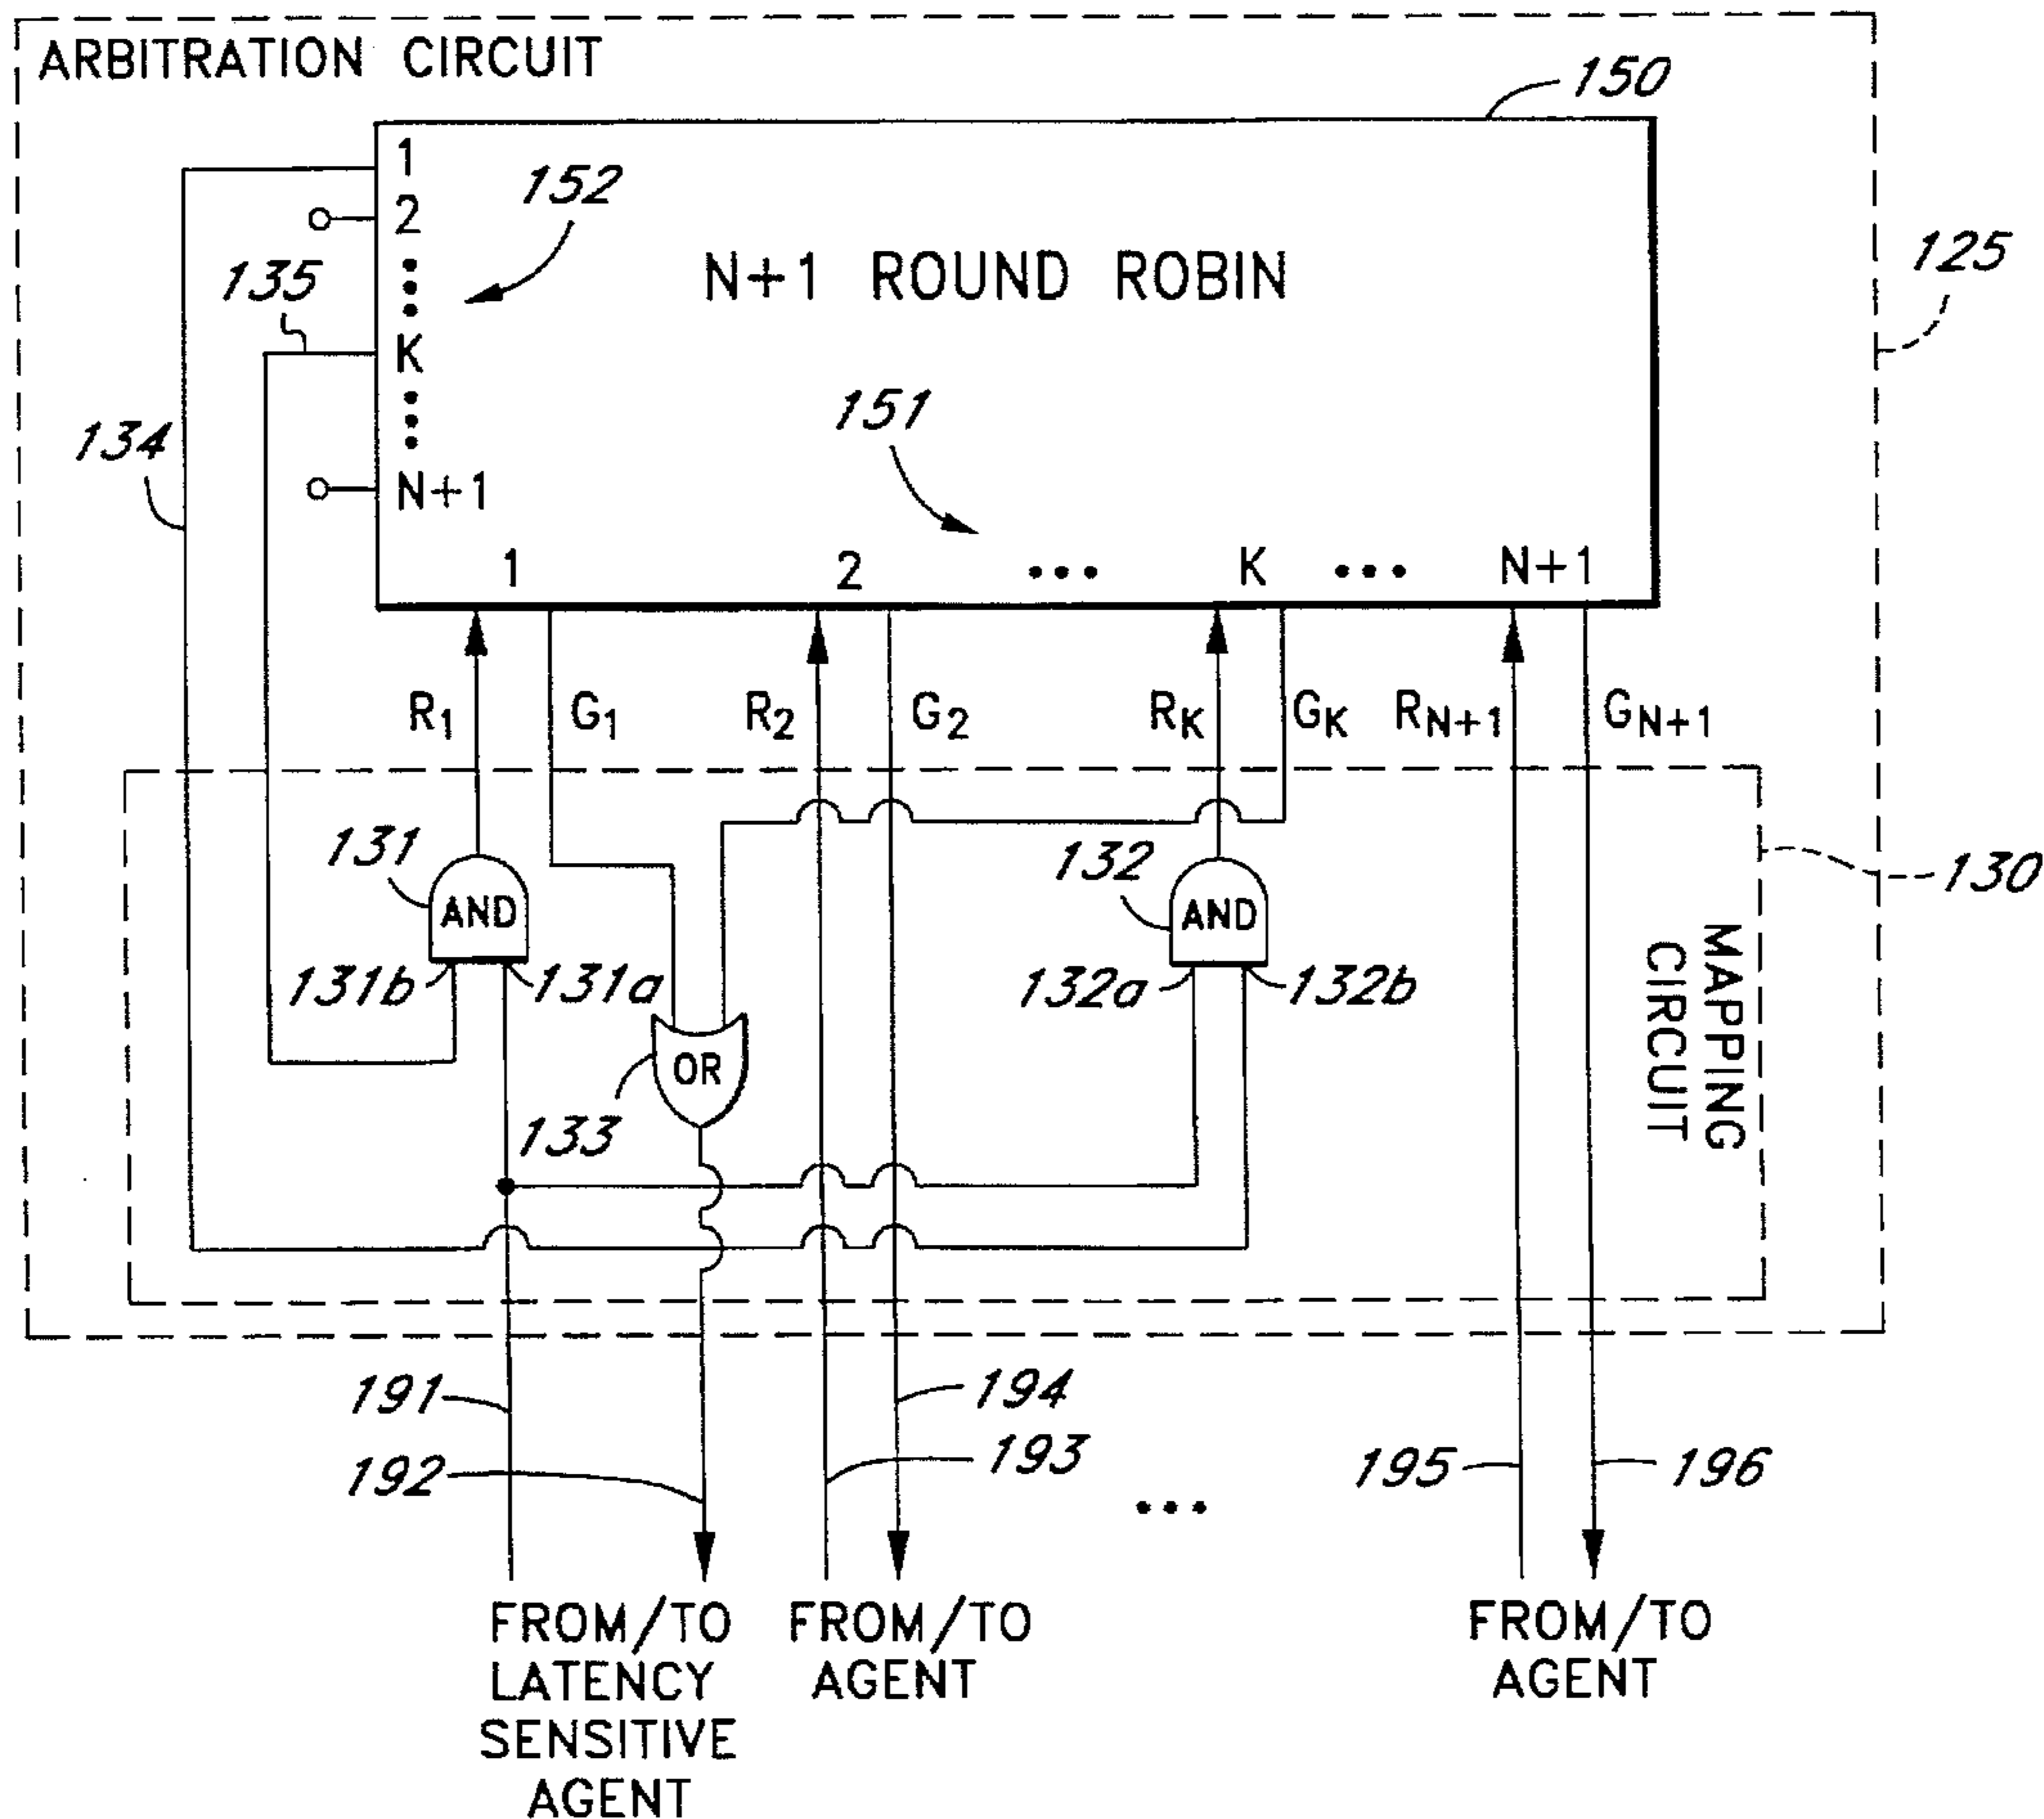 ARBITRATION CIRCUIT
150
1
152
2
N+1 ROUND ROBIN
125
135
K
151
134
N+1
1
2
K
N+1
R1
G1
R2
G2
RK
GK
RN+1
GN+1
131
132
130
AND
AND
MAPPING
CIRCUIT
131b
131a
132a
132b
OR
133
191
194
192
193
195
196
FROM/TO
LATENCY
SENSITIVE
AGENT
FROM/TO
AGENT
FROM/TO
AGENT